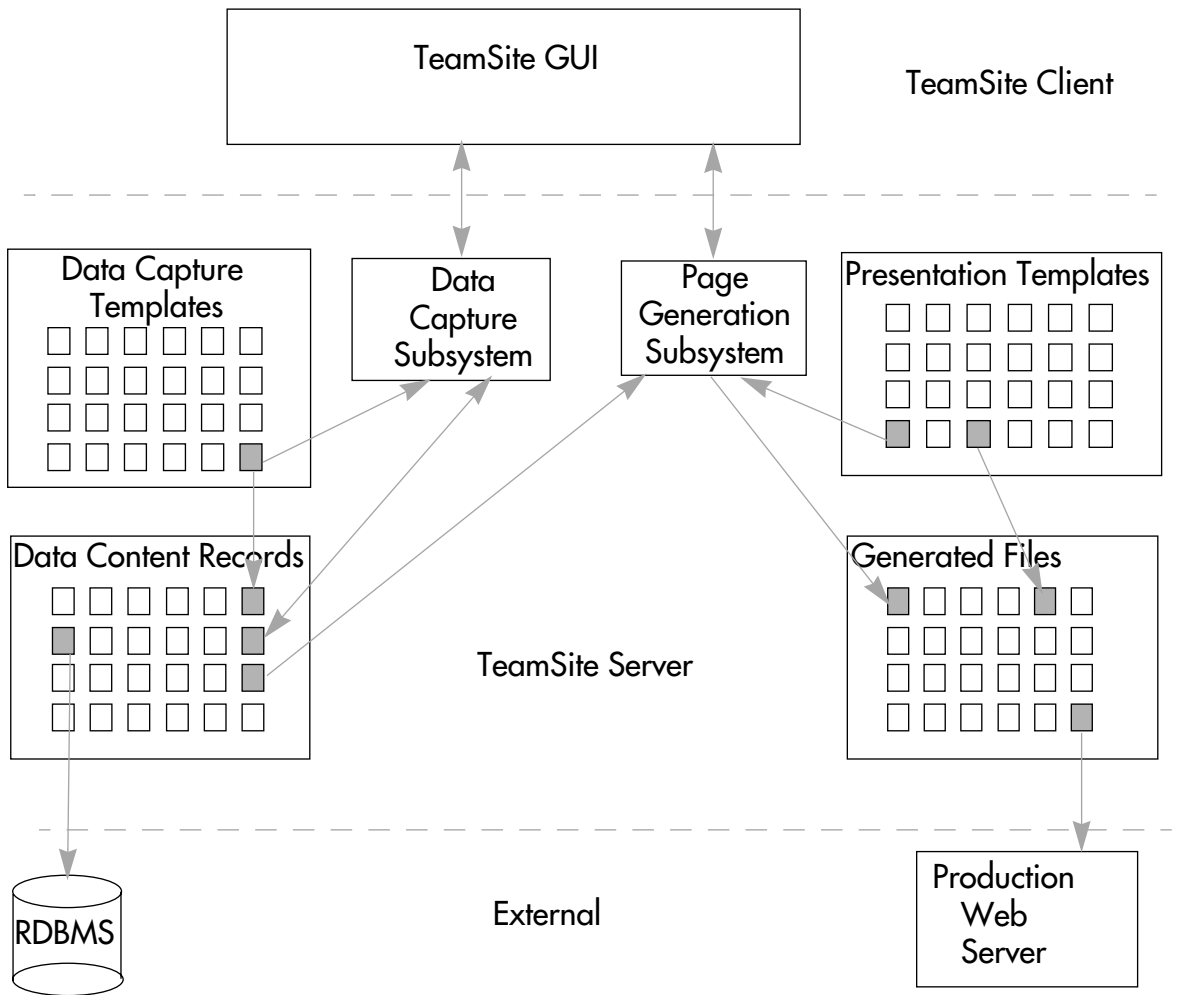 TeamSite GUI
TeamSite Client
Data Capture
Templates
Data
Capture
Subsystem
Page
Generation
Subsystem
Presentation Templates
Data Content Records
Generated Files
TeamSite Server
RDBMS
External
Production
Web
Server